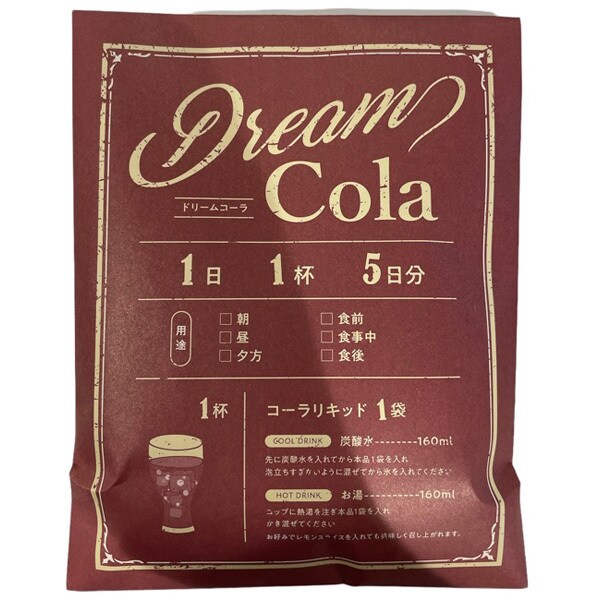 Dream
Cola
ドリームコーラ
1日 1杯 5日分
用途
□ 朝 □ 食前
□ 昼 □ 食事中
□ 夕方 □ 食後
1杯 コーラリキッド 1袋
COOL DRINK 炭酸水--------160ml
先に炭酸水を入れてから本品1袋を入れ
泡立ちすぎないように混ぜてから氷を入れてください
HOT DRINK お湯----------160ml
コップに熱湯を注ぎ本品1袋を入れ
かき混ぜてください
お好みでレモンスライスを入れても美味しく召し上がれます。